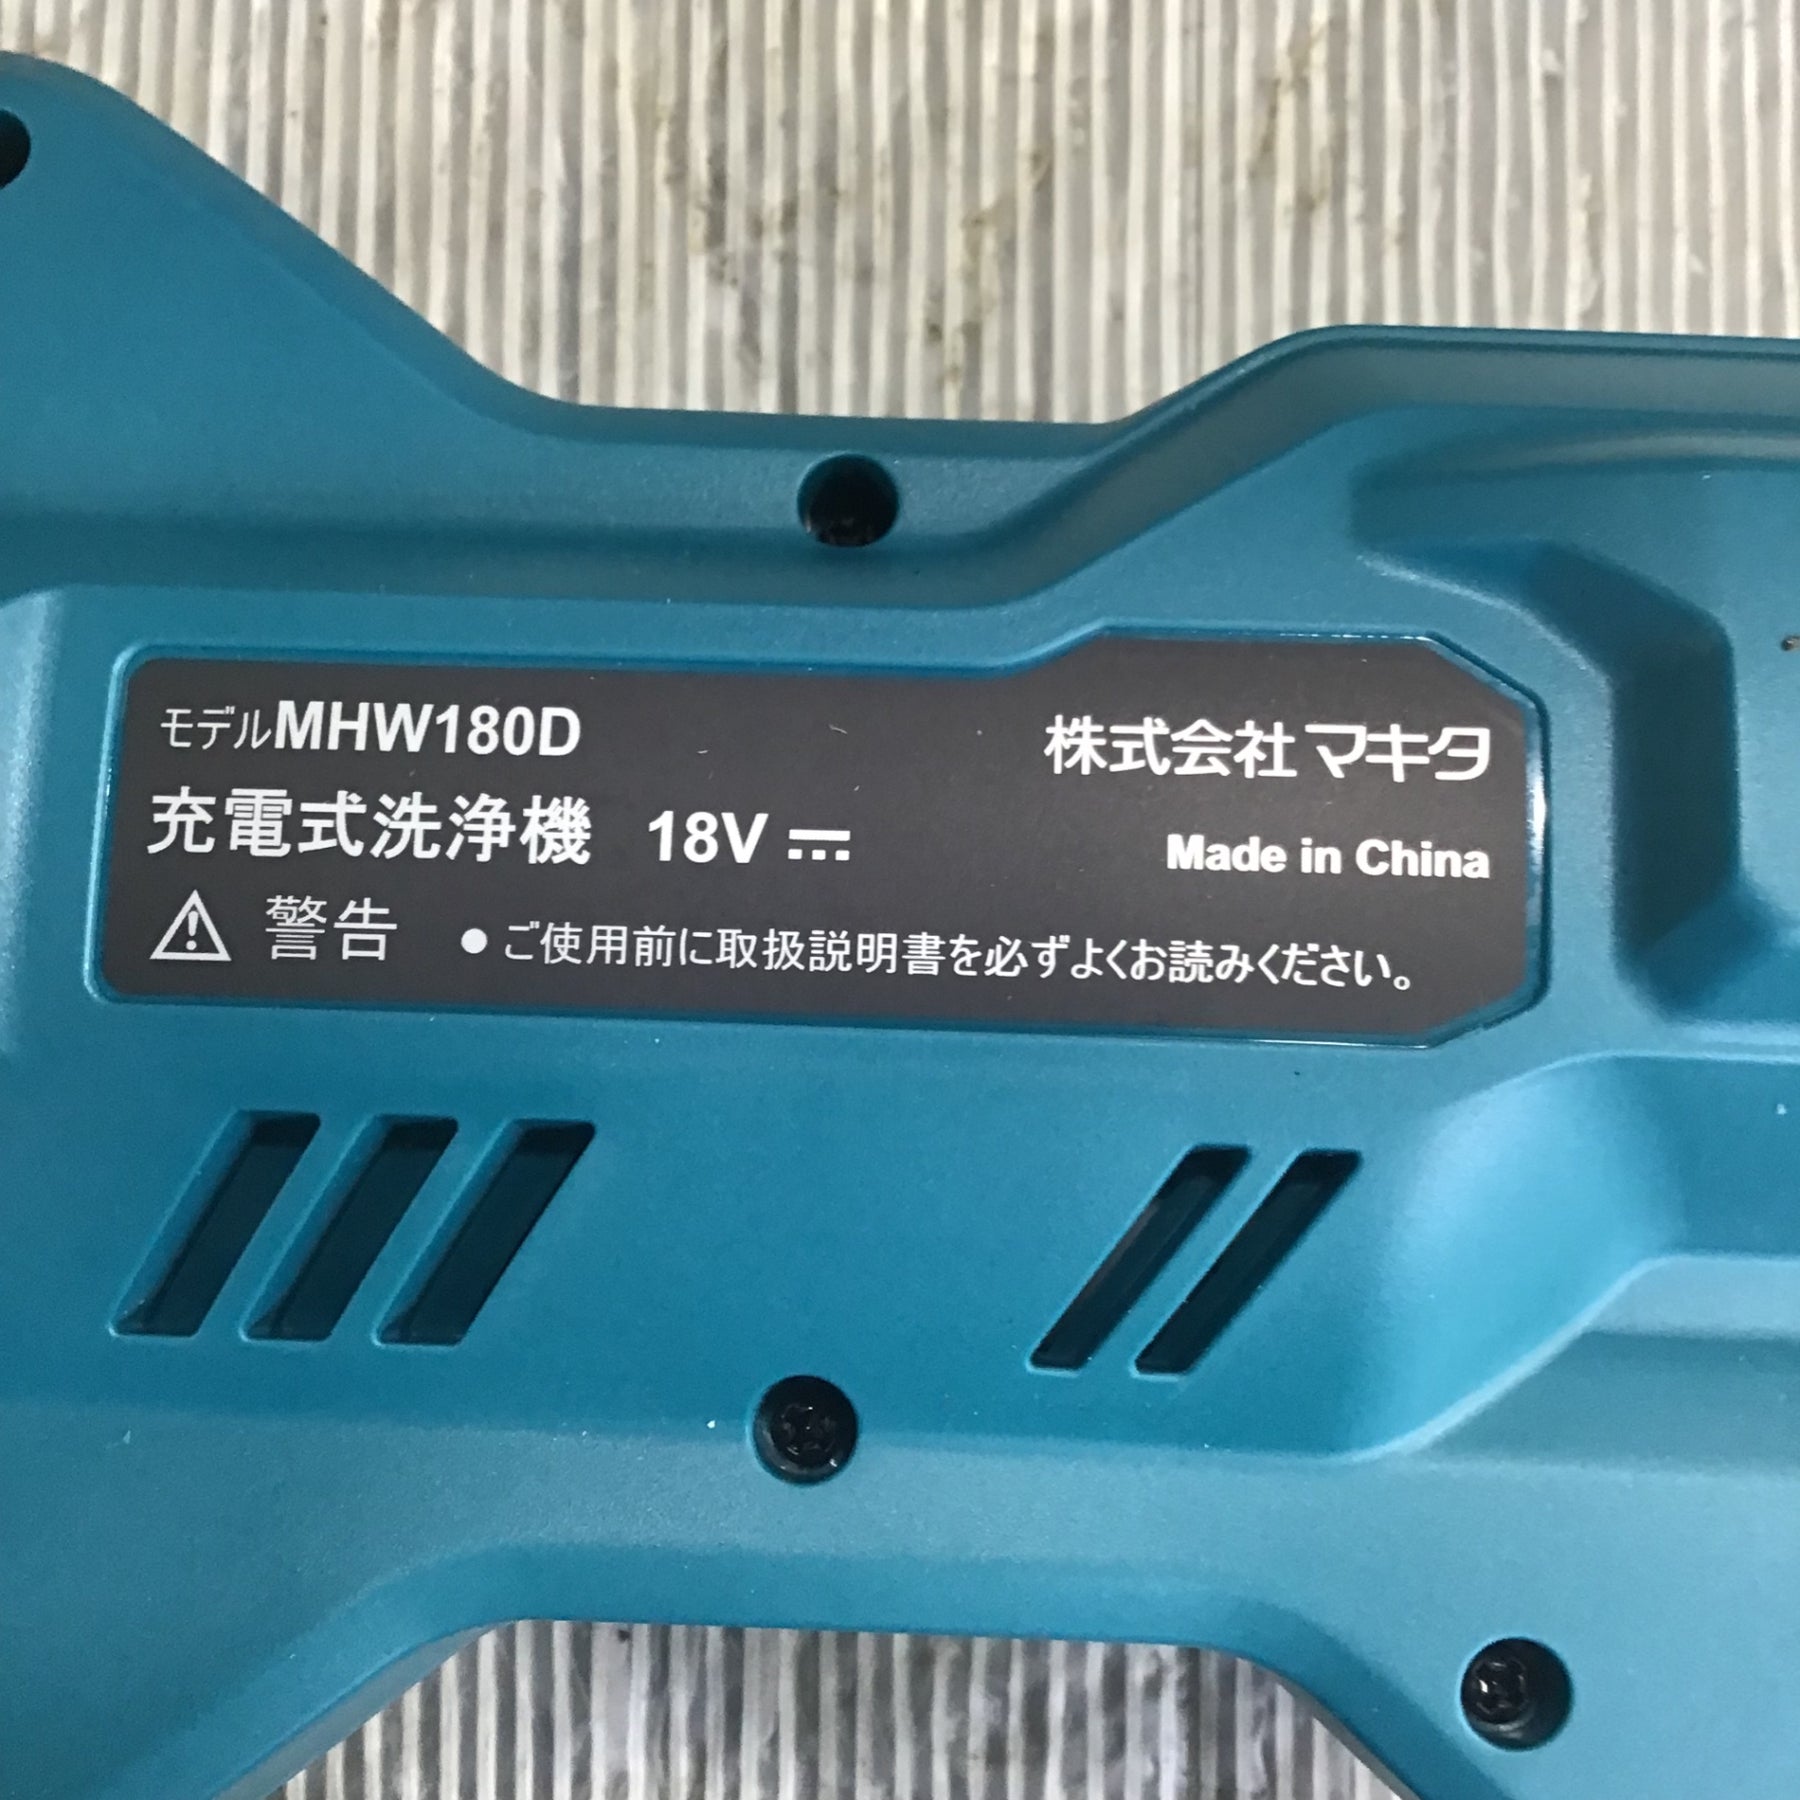 モデルMHW180D
株式会社マキタ
充電式洗浄機 18V
Made in China
警告 ●ご使用前に取扱説明書を必ずよくお読みください。